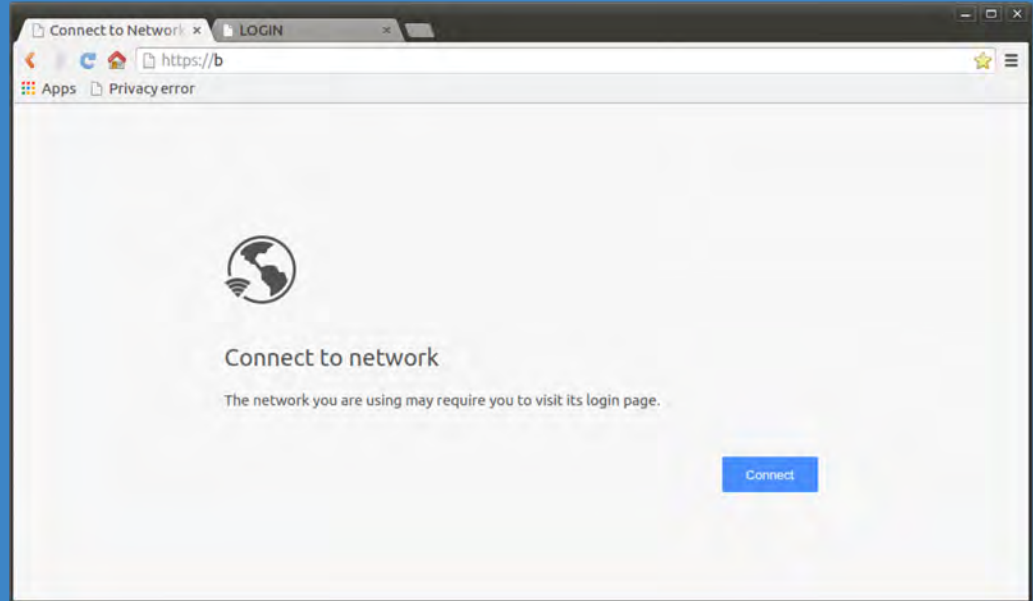 Connect to Network
LOGIN
https://b
Apps
Privacy error
Connect to network
The network you are using may require you to visit its login page.
Connect